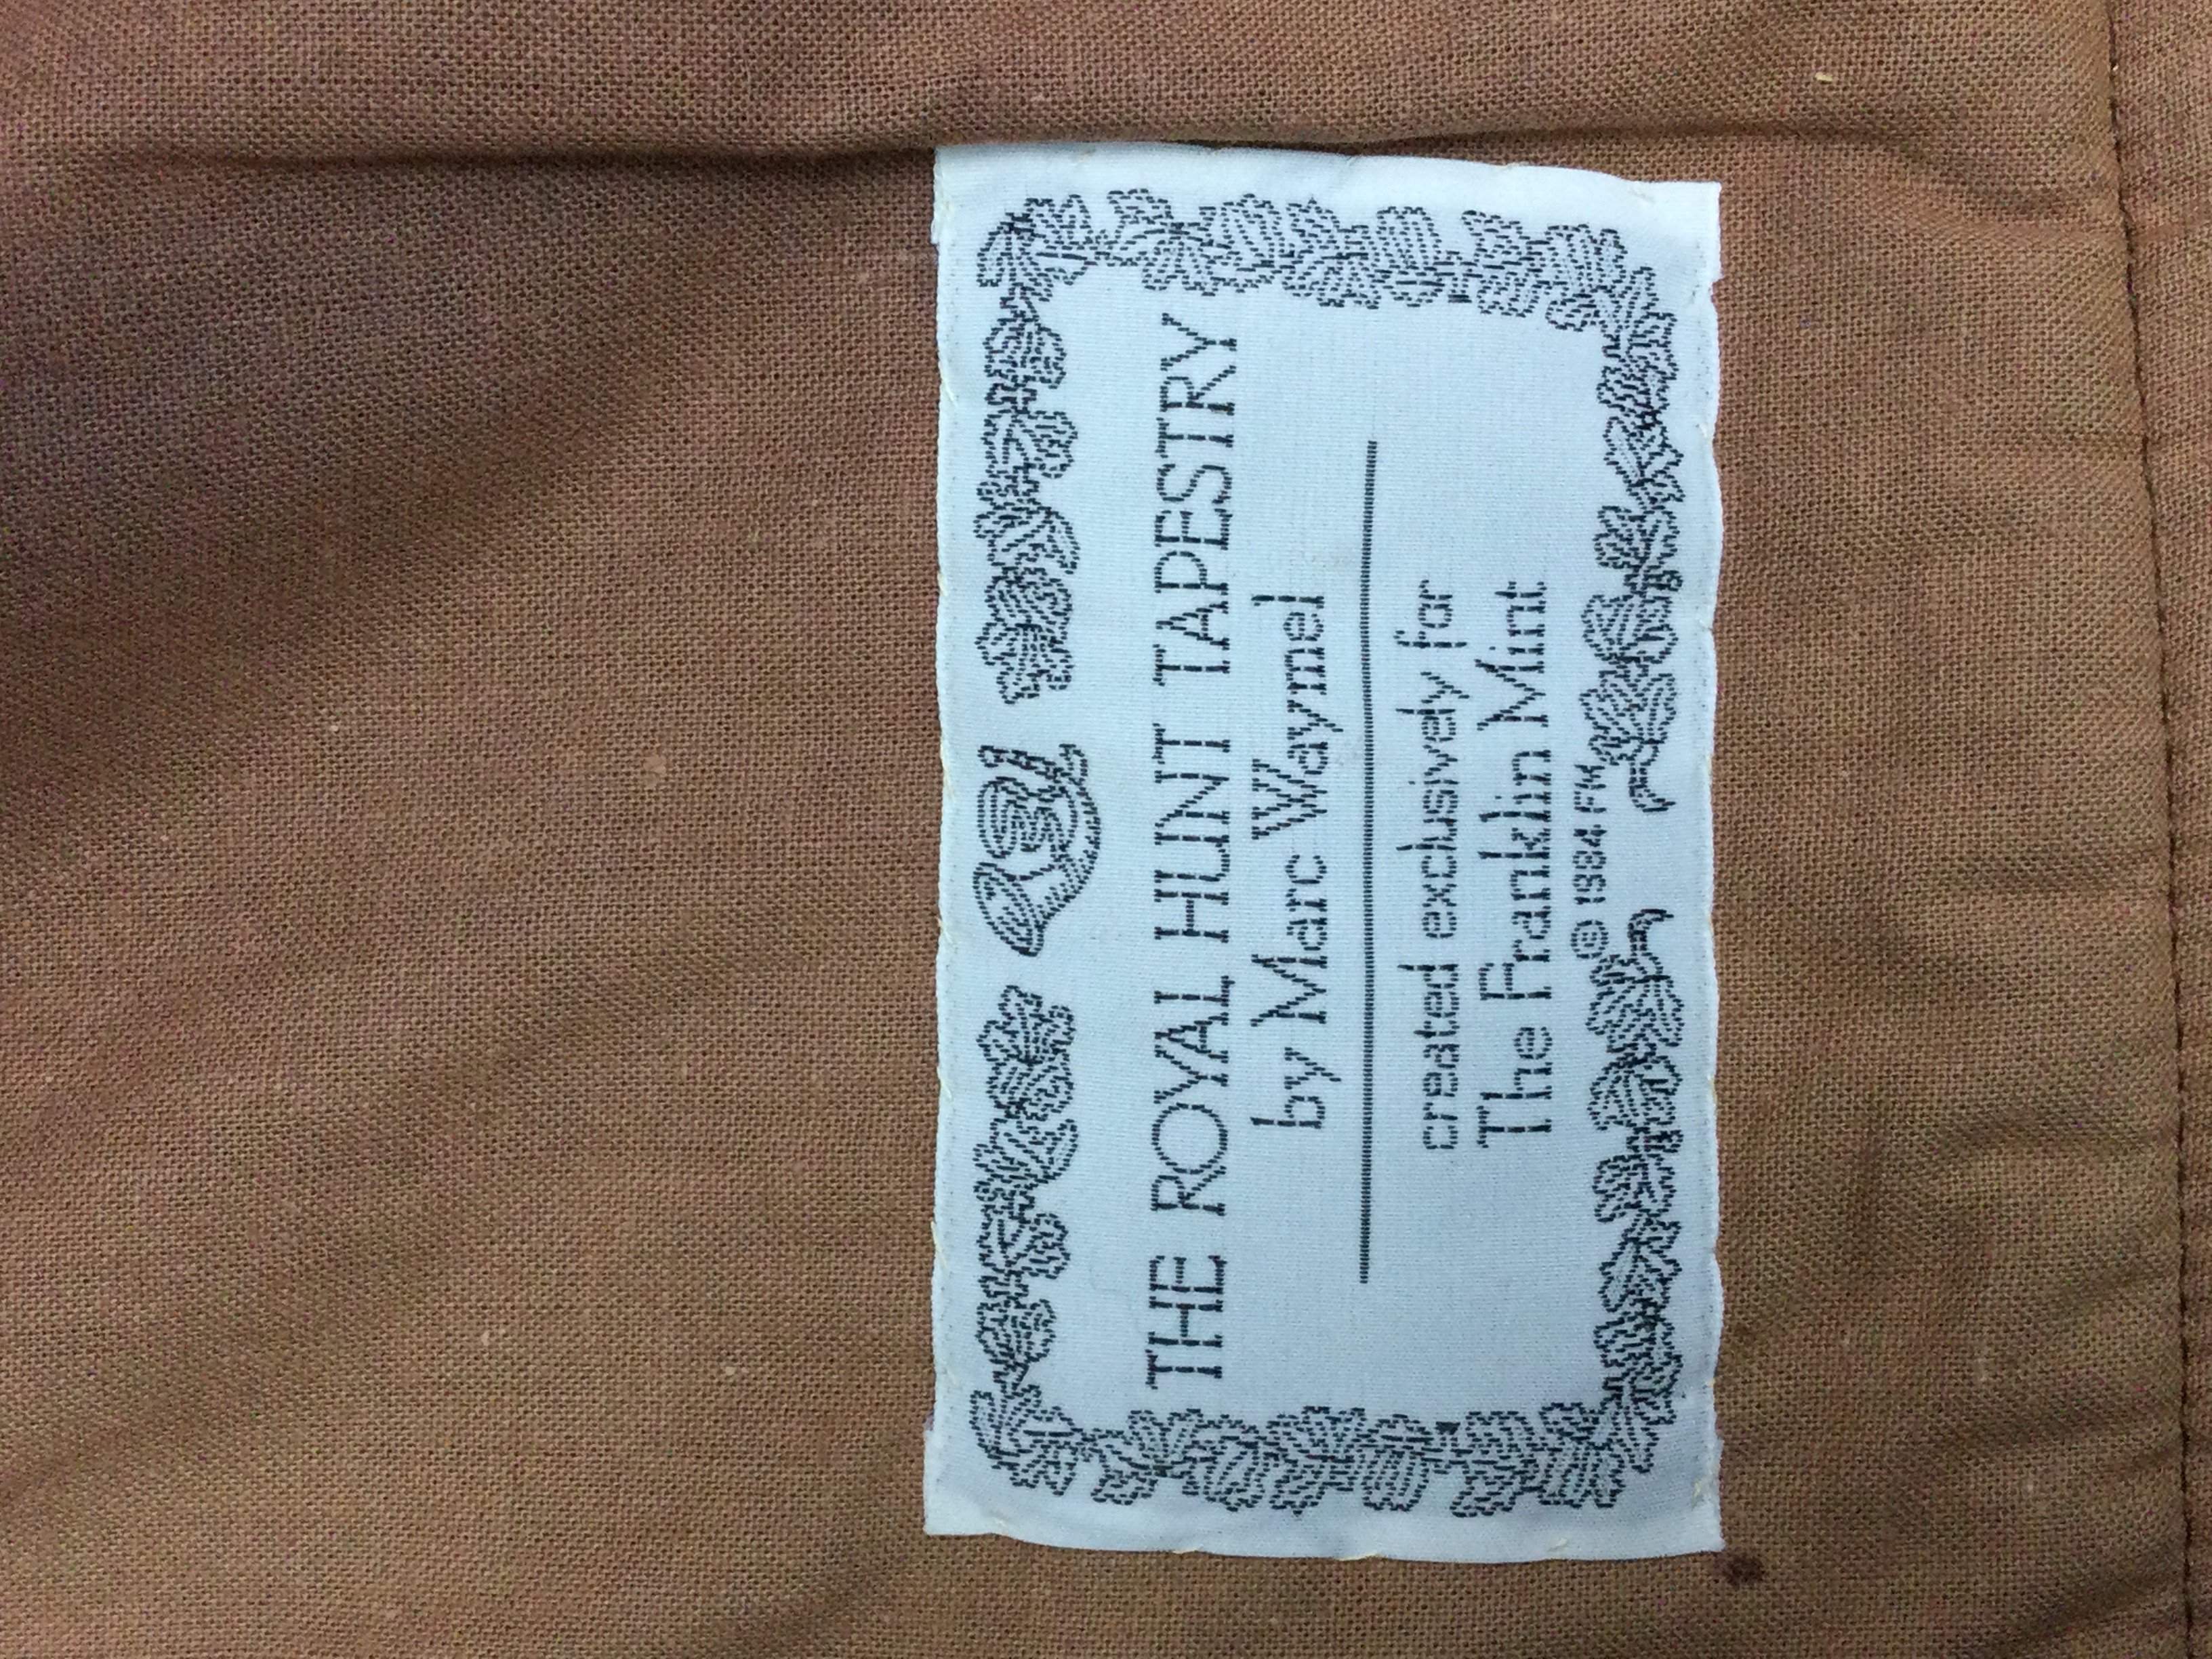 THE ROYAL HUNT TAPESTRY
by Marc Waymel
created exclusively for
The Franklin Mint
© 1984 FM